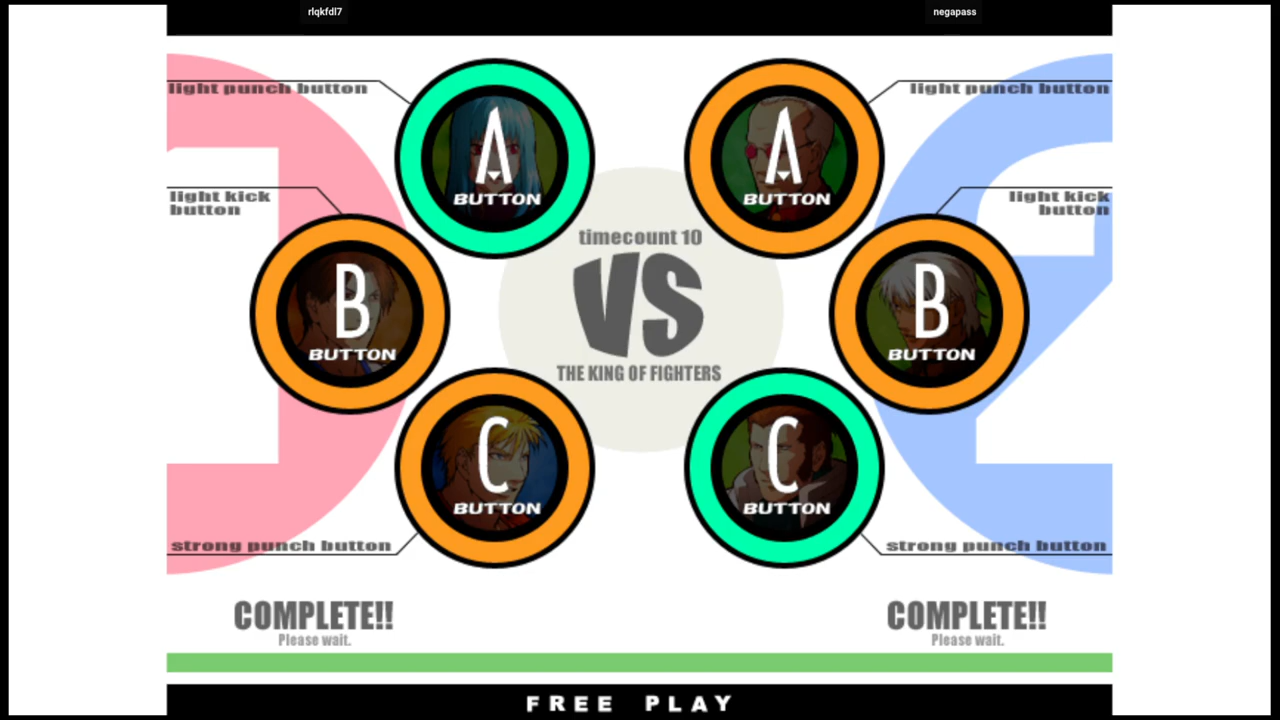 rlqkfdl7
negapass
light punch button
A
BUTTON
A
BUTTON
light punch button
light kick
button
B
BUTTON
timecount 10
VS
THE KING OF FIGHTERS
light kick
button
B
BUTTON
C
BUTTON
C
BUTTON
strong punch button
strong punch button
COMPLETE!!
Please wait.
COMPLETE!!
Please wait.
FREE PLAY